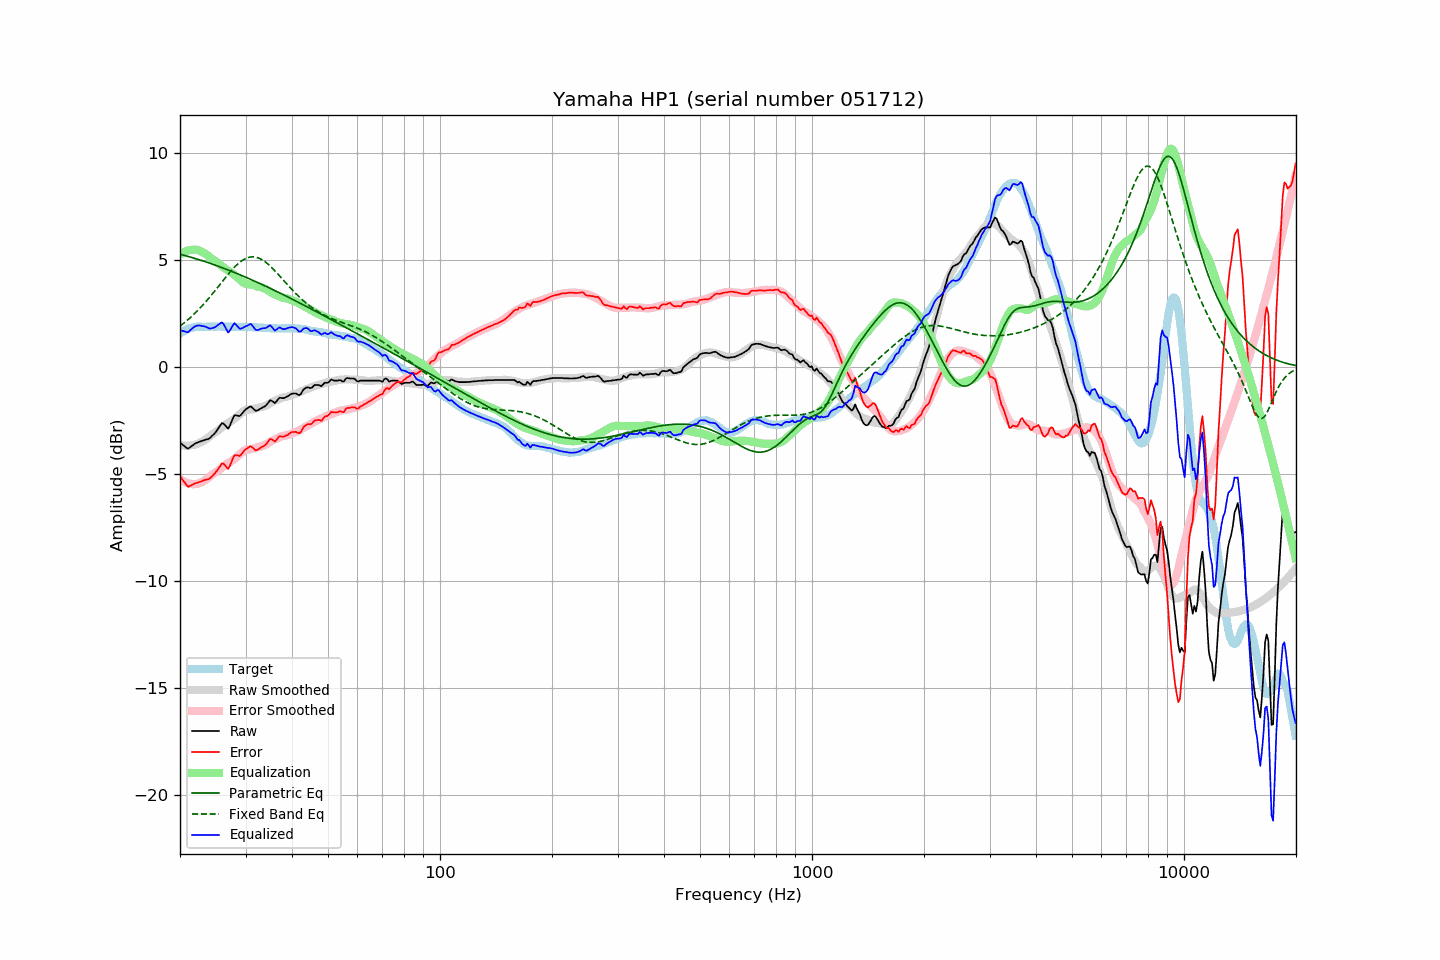 Yamaha HP1 (serial number 051712)
10
5
0
−5
−10
−15
−20
Amplitude (dBr)
Target
Raw Smoothed
Error Smoothed
Raw
Error
Equalization
Parametric Eq
Fixed Band Eq
Equalized
100
1000
10000
Frequency (Hz)